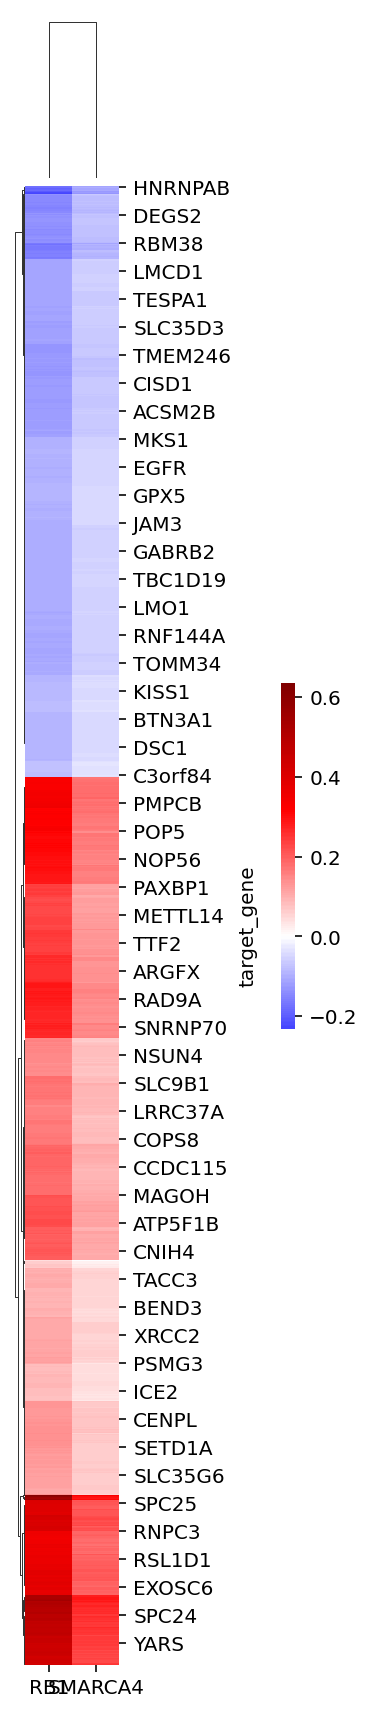 HNRNPAB
DEGS2
RBM38
LMCD1
TESPA1
SLC35D3
TMEM246
CISD1
ACSM2B
MKS1
EGFR
GPX5
JAM3
GABRB2
TBC1D19
LMO1
RNF144A
TOMM34
KISS1
BTN3A1
DSC1
C3orf84
PMPCB
POP5
NOP56
PAXBP1
METTL14
TTF2
ARGFX
RAD9A
SNRNP70
NSUN4
SLC9B1
LRRC37A
COPS8
CCDC115
MAGOH
ATP5F1B
CNIH4
TACC3
BEND3
XRCC2
PSMG3
ICE2
CENPL
SETD1A
SLC35G6
SPC25
RNPC3
RSL1D1
EXOSC6
SPC24
YARS
target_gene
0.6
0.4
0.2
0.0
−0.2
RB1
SMARCA4